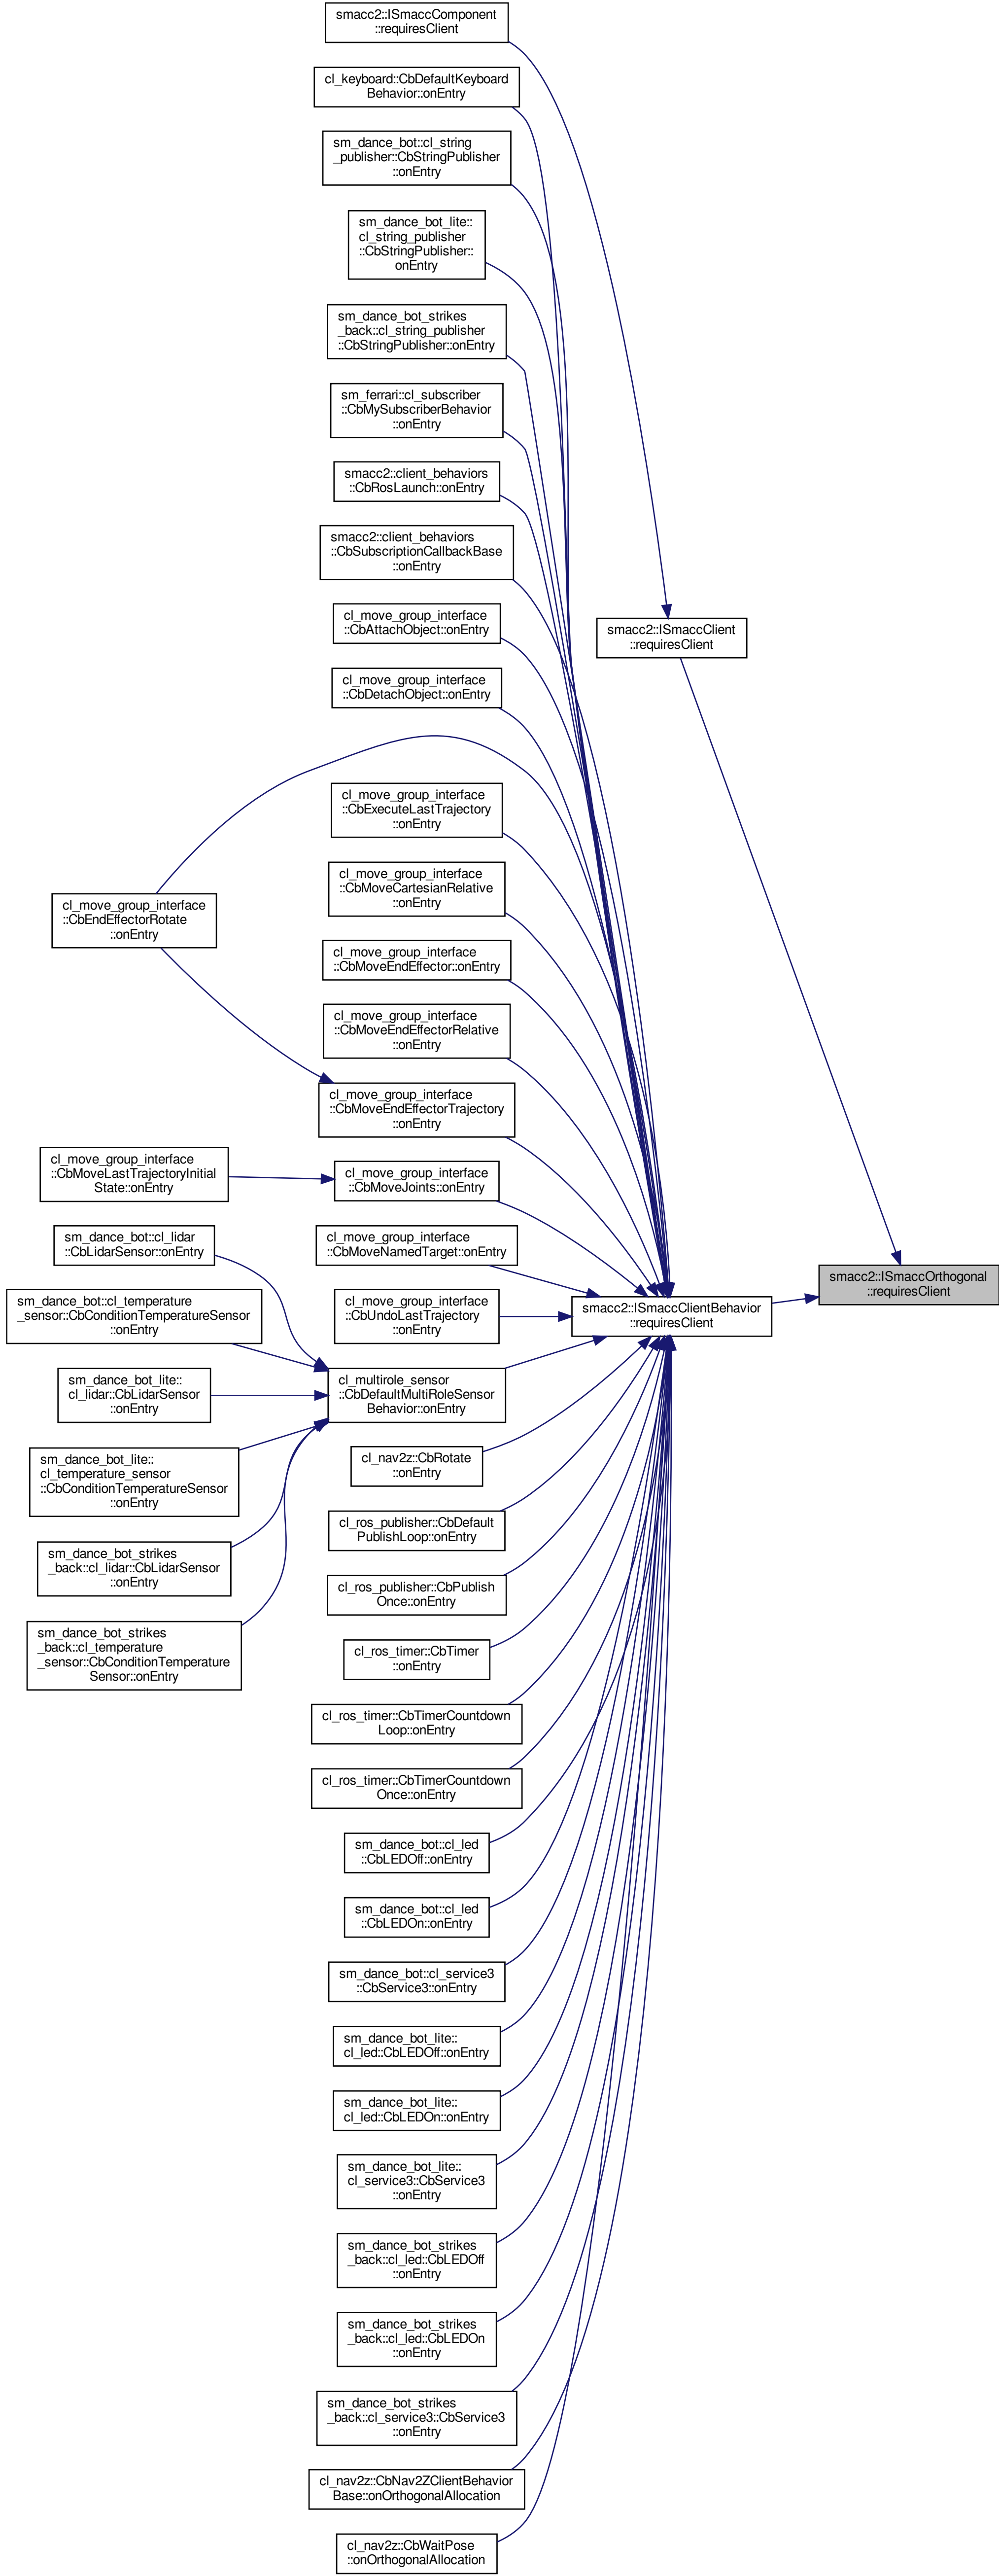 smacc2::ISmaccComponent
::requiresClient
cl_keyboard::CbDefaultKeyboard
Behavior::onEntry
sm_dance_bot::cl_string
_publisher::CbStringPublisher
::onEntry
sm_dance_bot_lite::
cl_string_publisher
::CbStringPublisher::
onEntry
sm_dance_bot_strikes
_back::cl_string_publisher
::CbStringPublisher::onEntry
sm_ferrari::cl_subscriber
::CbMySubscriberBehavior
::onEntry
smacc2::client_behaviors
::CbRosLaunch::onEntry
smacc2::client_behaviors
::CbSubscriptionCallbackBase
::onEntry
cl_move_group_interface
::CbAttachObject::onEntry
smacc2::ISmaccClient
::requiresClient
cl_move_group_interface
::CbDetachObject::onEntry
cl_move_group_interface
::CbExecuteLastTrajectory
::onEntry
cl_move_group_interface
::CbMoveCartesianRelative
::onEntry
cl_move_group_interface
::CbEndEffectorRotate
::onEntry
cl_move_group_interface
::CbMoveEndEffector::onEntry
cl_move_group_interface
::CbMoveEndEffectorRelative
::onEntry
cl_move_group_interface
::CbMoveEndEffectorTrajectory
::onEntry
cl_move_group_interface
::CbMoveLastTrajectoryInitial
State::onEntry
cl_move_group_interface
::CbMoveJoints::onEntry
sm_dance_bot::cl_lidar
::CbLidarSensor::onEntry
cl_move_group_interface
::CbMoveNamedTarget::onEntry
smacc2::ISmaccOrthogonal
::requiresClient
sm_dance_bot::cl_temperature
_sensor::CbConditionTemperatureSensor
::onEntry
cl_move_group_interface
::CbUndoLastTrajectory
::onEntry
smacc2::ISmaccClientBehavior
::requiresClient
sm_dance_bot_lite::
cl_lidar::CbLidarSensor
::onEntry
cl_multirole_sensor
::CbDefaultMultiRoleSensor
Behavior::onEntry
sm_dance_bot_lite::
cl_temperature_sensor
::CbConditionTemperatureSensor
::onEntry
cl_nav2z::CbRotate
::onEntry
cl_ros_publisher::CbDefault
PublishLoop::onEntry
sm_dance_bot_strikes
_back::cl_lidar::CbLidarSensor
::onEntry
cl_ros_publisher::CbPublish
Once::onEntry
sm_dance_bot_strikes
_back::cl_temperature
_sensor::CbConditionTemperature
Sensor::onEntry
cl_ros_timer::CbTimer
::onEntry
cl_ros_timer::CbTimerCountdown
Loop::onEntry
cl_ros_timer::CbTimerCountdown
Once::onEntry
sm_dance_bot::cl_led
::CbLEDOff::onEntry
sm_dance_bot::cl_led
::CbLEDOn::onEntry
sm_dance_bot::cl_service3
::CbService3::onEntry
sm_dance_bot_lite::
cl_led::CbLEDOff::onEntry
sm_dance_bot_lite::
cl_led::CbLEDOn::onEntry
sm_dance_bot_lite::
cl_service3::CbService3
::onEntry
sm_dance_bot_strikes
_back::cl_led::CbLEDOff
::onEntry
sm_dance_bot_strikes
_back::cl_led::CbLEDOn
::onEntry
sm_dance_bot_strikes
_back::cl_service3::CbService3
::onEntry
cl_nav2z::CbNav2ZClientBehavior
Base::onOrthogonalAllocation
cl_nav2z::CbWaitPose
::onOrthogonalAllocation